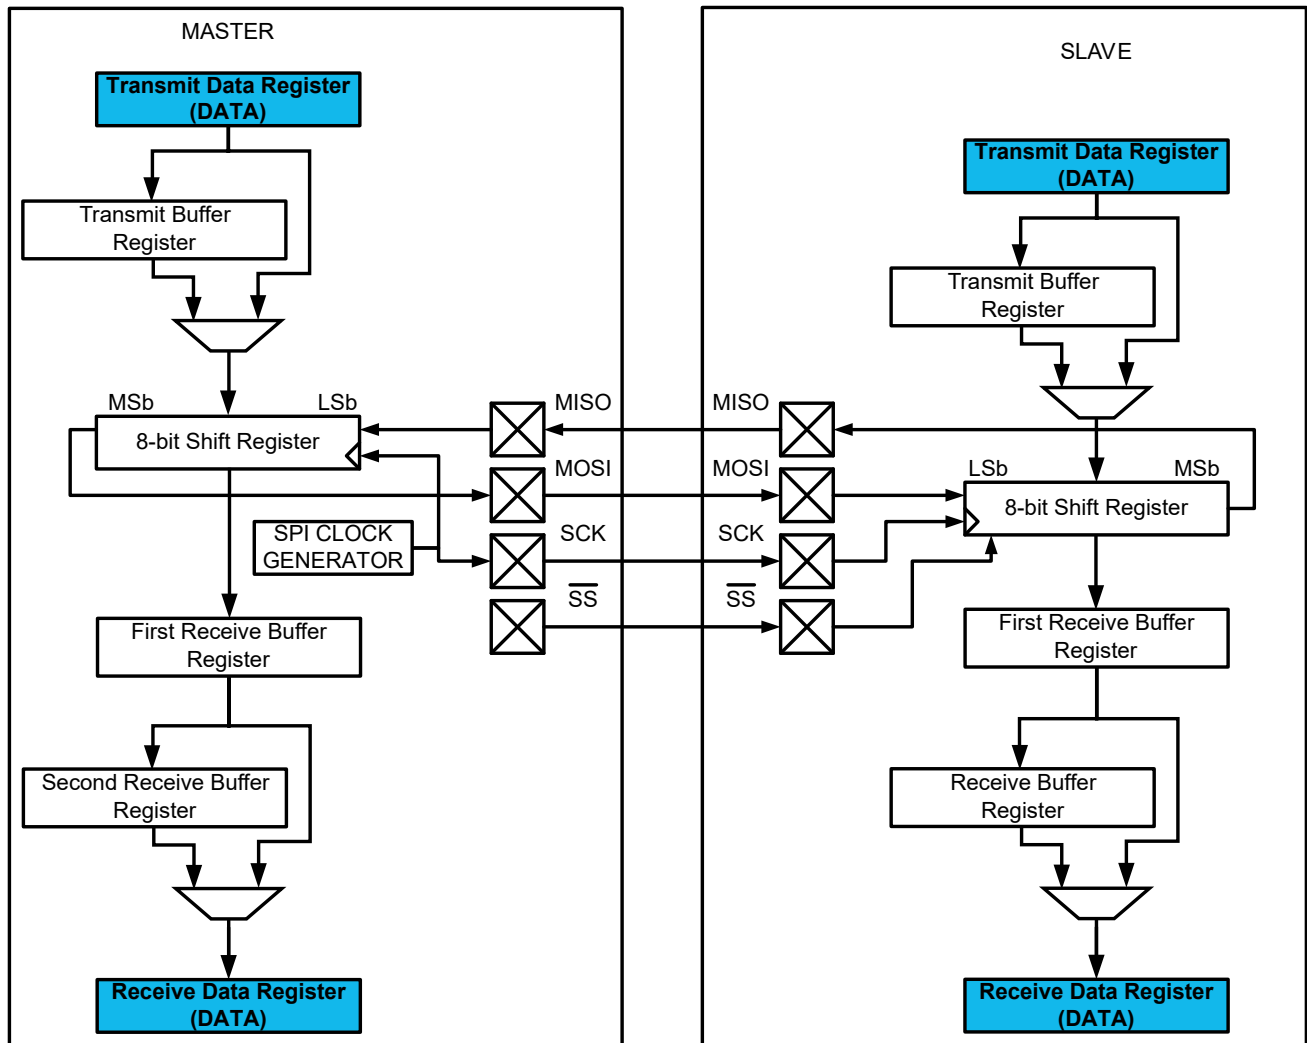 MASTER
Transmit Data Register
(DATA)
Transmit Buffer
Register
MSb
LSb
8-bit Shift Register
SPI CLOCK
GENERATOR
First Receive Buffer
Register
Second Receive Buffer
Register
Receive Data Register
(DATA)
MISO
MOSI
SCK
SS
MISO
MOSI
SCK
SS
SLAVE
Transmit Data Register
(DATA)
Transmit Buffer
Register
LSb
MSb
8-bit Shift Register
First Receive Buffer
Register
Receive Buffer
Register
Receive Data Register
(DATA)